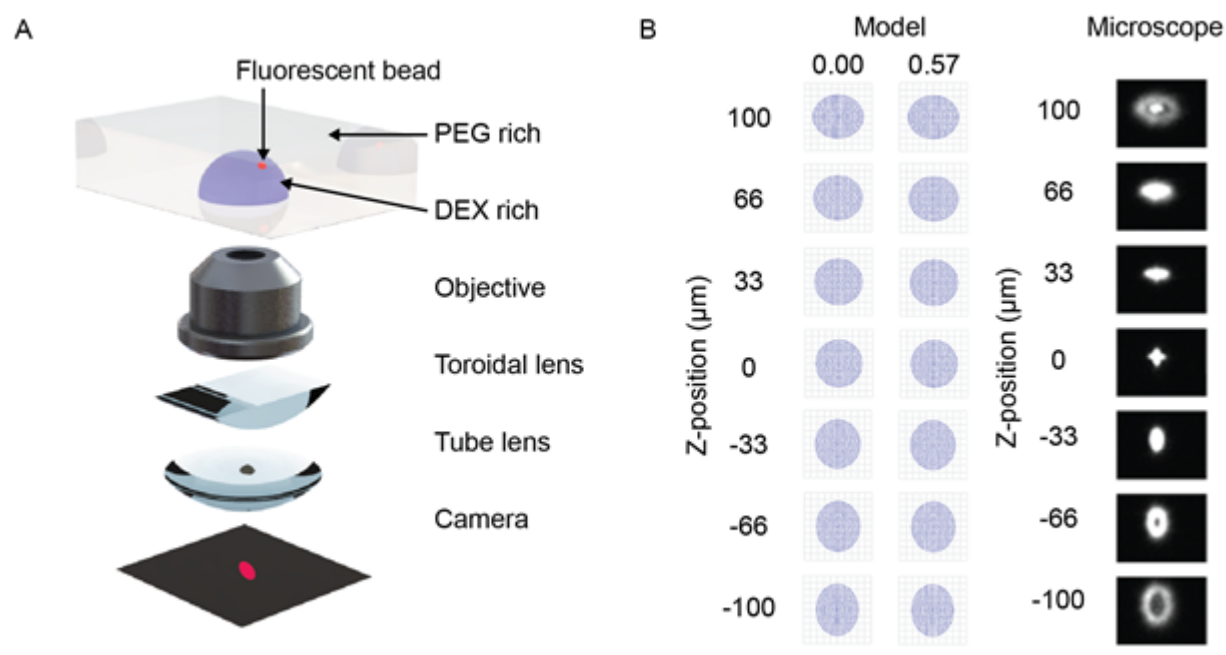 A
Fluorescent bead
PEG rich
DEX rich
Objective
Toroidal lens
Tube lens
Camera
B
Model
Microscope
0.00 0.57
Z-position (µm)
100
66
33
0
-33
-66
-100
Z-position (µm)
100
66
33
0
-33
-66
-100